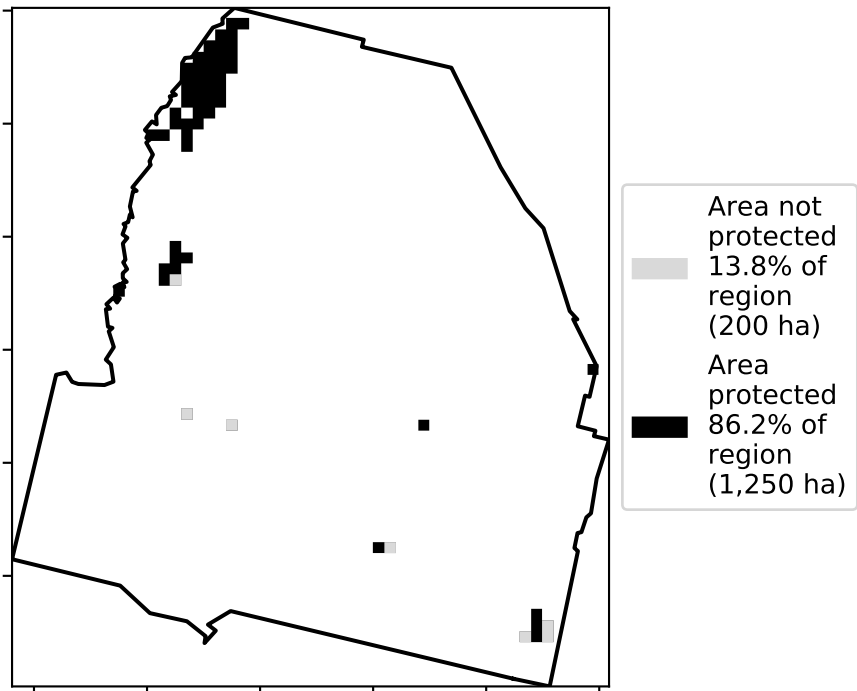 Area not
protected
13.8% of
region
(200 ha)
Area
protected
86.2% of
region
(1,250 ha)